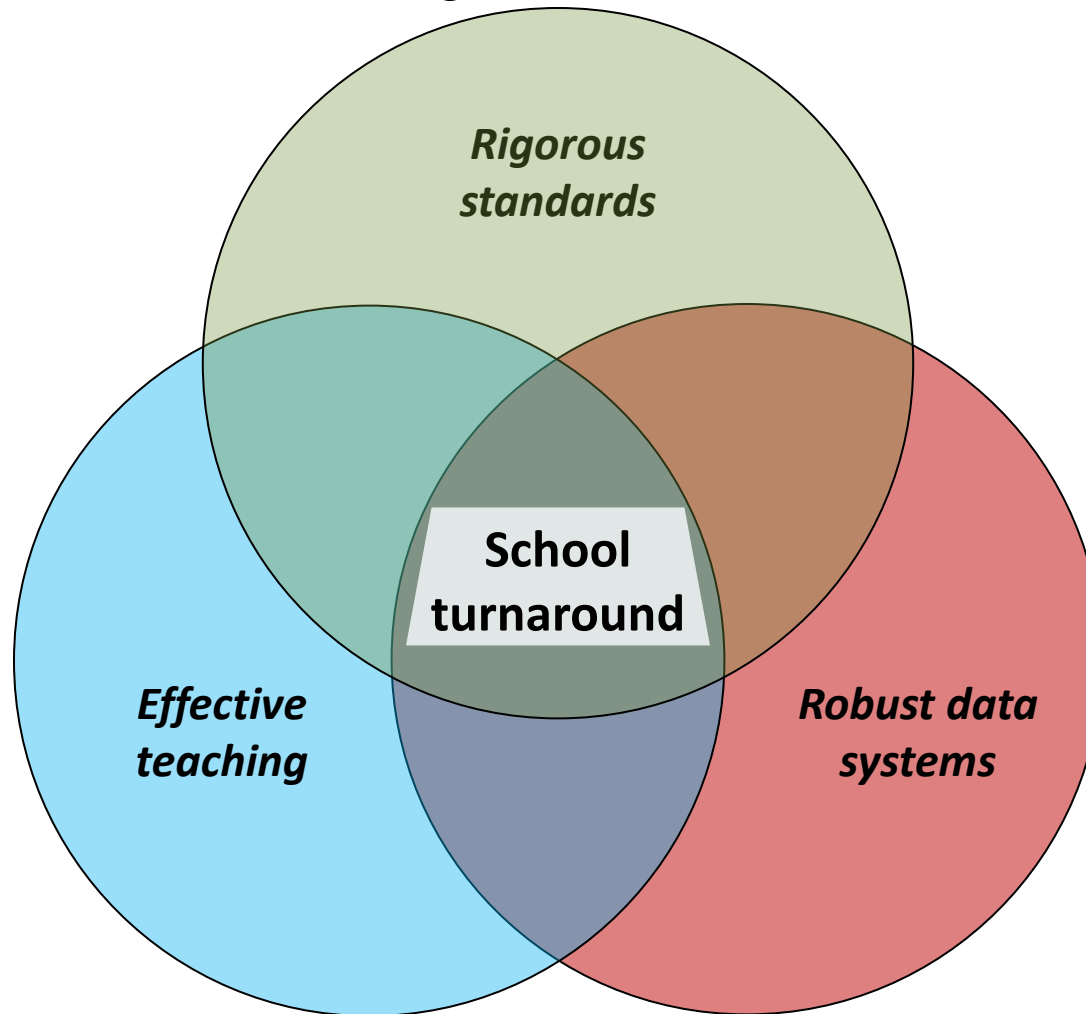 Rigorous
standards
School
turnaround
Effective
teaching
Robust data
systems